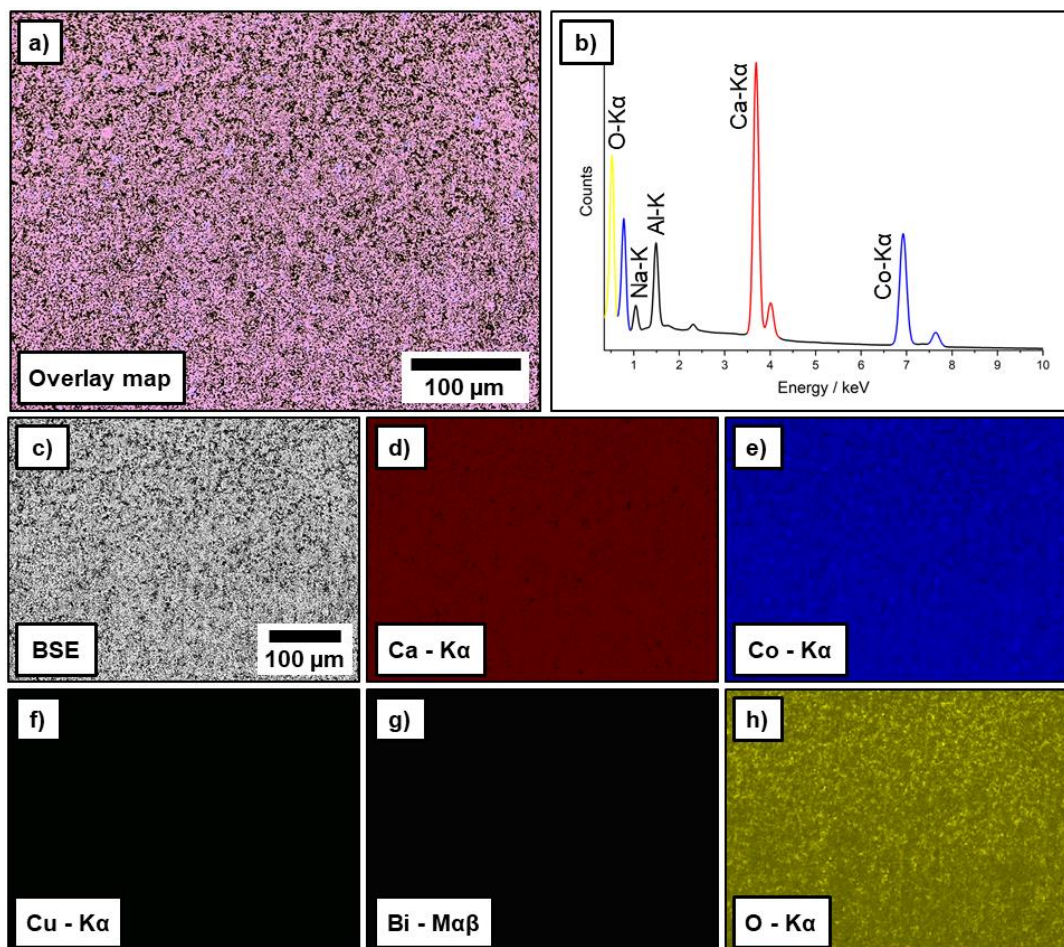 a)
Overlay map
100 µm
b)
Counts
O-Kα
Na-K
Al-K
Ca-Kα
Co-Kα
1 2 3 4 5 6 7 8 9 10
Energy / keV
c)
BSE
100 µm
d)
Ca - Kα
e)
Co - Kα
f)
Cu - Kα
g)
Bi - Mαβ
h)
O - Kα